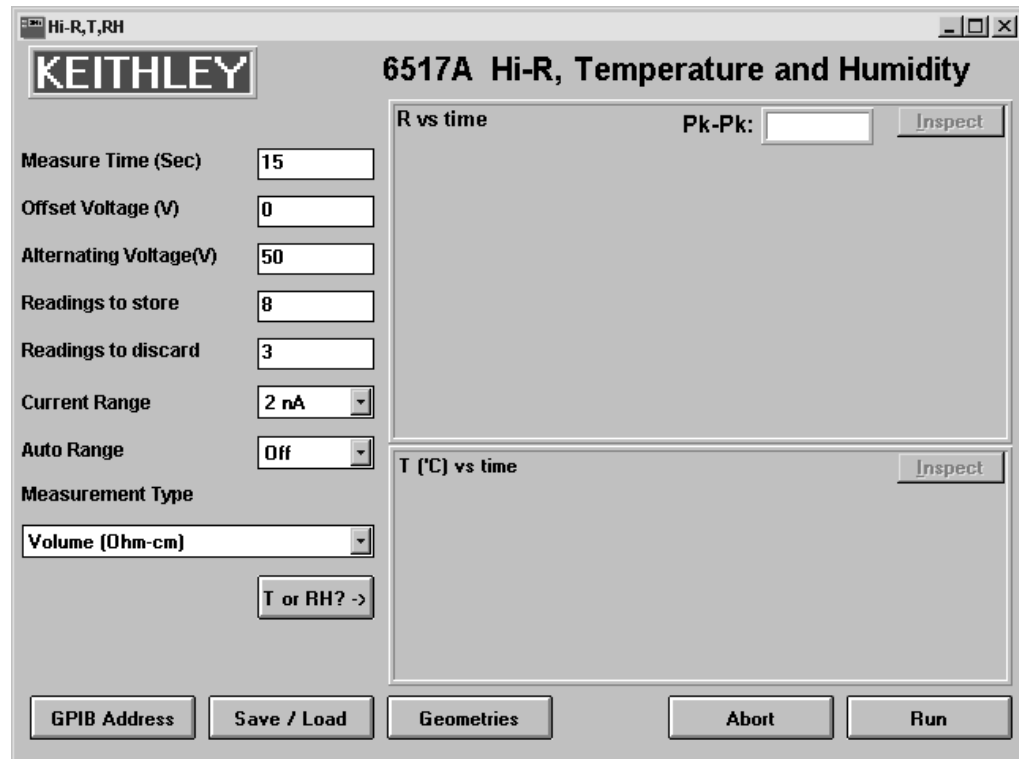 Hi-R,T,RH
KEITHLEY
6517A Hi-R, Temperature and Humidity
R vs time
Pk-Pk:
Inspect
Measure Time (Sec)
15
Offset Voltage (V)
0
Alternating Voltage(V)
50
Readings to store
8
Readings to discard
3
Current Range
2 nA
Auto Range
Off
T (°C) vs time
Inspect
Measurement Type
Volume (Ohm-cm)
T or RH? ->
GPIB Address
Save / Load
Geometries
Abort
Run